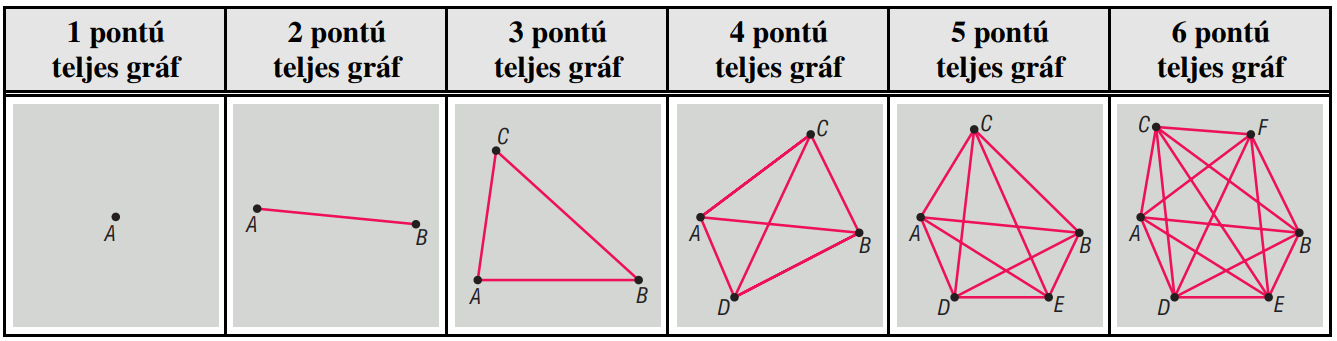 1 pontú
teljes gráf
2 pontú
teljes gráf
3 pontú
teljes gráf
4 pontú
teljes gráf
5 pontú
teljes gráf
6 pontú
teljes gráf
A
A
B
C
A
B
C
A
B
D
C
A
B
D
E
C
F
A
B
D
E